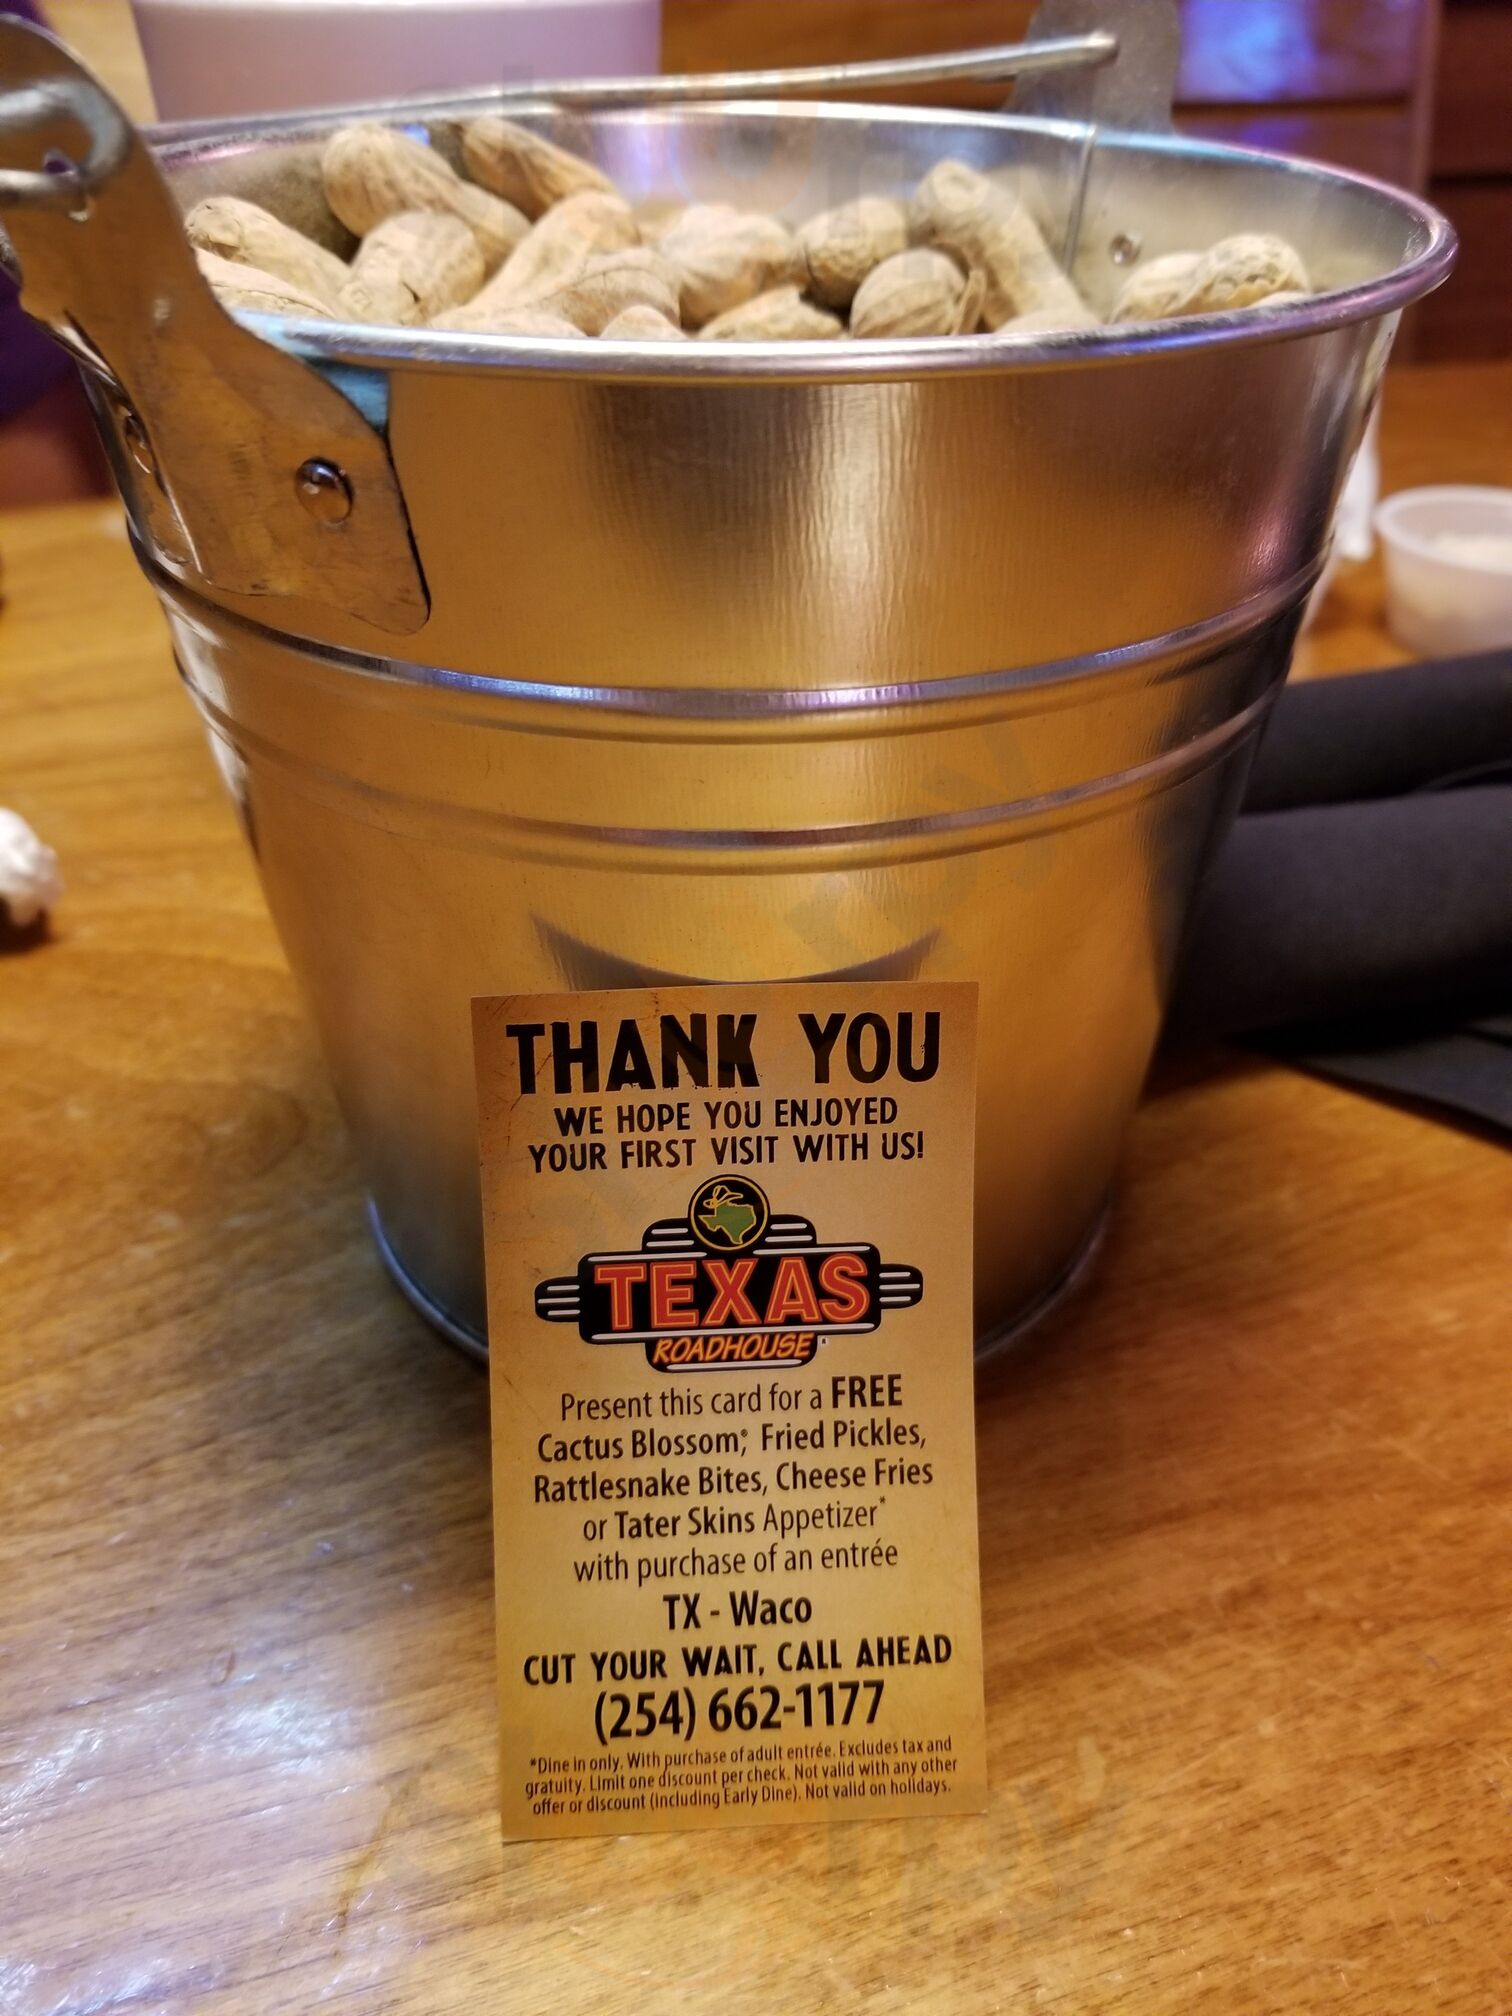 THANK YOU
WE HOPE YOU ENJOYED
YOUR FIRST VISIT WITH US!
TEXAS
ROADHOUSE®
Present this card for a FREE
Cactus Blossom®, Fried Pickles,
Rattlesnake Bites, Cheese Fries
or Tater Skins Appetizer*
with purchase of an entrée
TX - Waco
CUT YOUR WAIT, CALL AHEAD
(254) 662-1177
*Dine in only. With purchase of adult entrée. Excludes tax and
gratuity. Limit one discount per check. Not valid with any other
offer or discount (including Early Dine). Not valid on holidays.